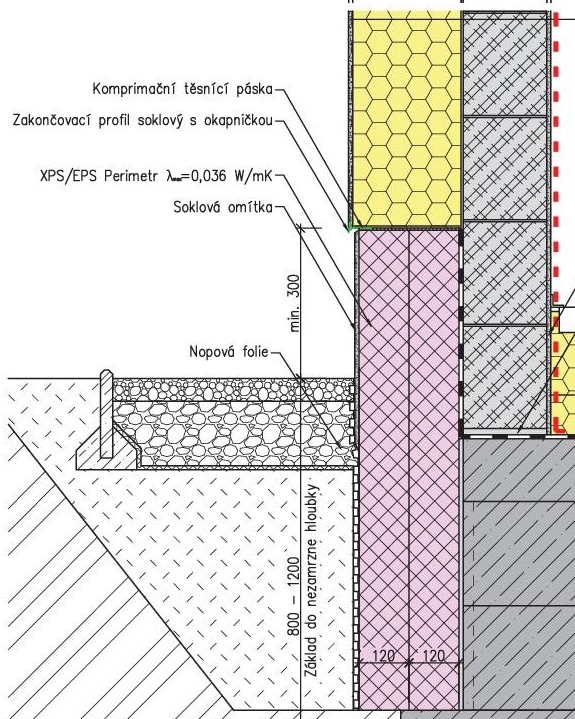 Komprimační těsnící páska
Zakončovací profil soklový s okapničkou
XPS/EPS Perimetr λ =0,036 W/mK
Soklová omítka
min. 300
Nopová folie
800 – 1200
Základ do nezamrzne hloubky
120
120